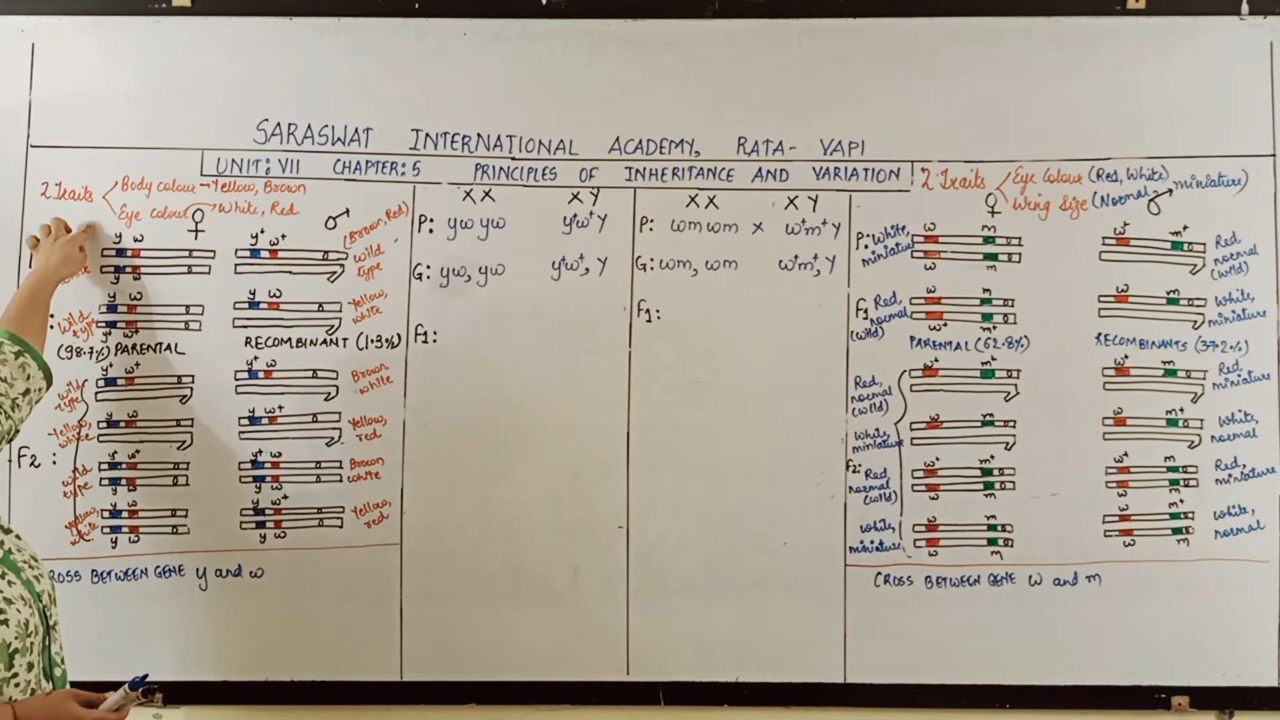 SARASWAT INTERNATIONAL ACADEMY, RATA- VAPI
UNIT: VII CHAPTER: 5 PRINCIPLES OF INHERITANCE AND VARIATION
2 Traits
Body colour → Yellow, Brown
Eye colour → White, Red
♀ ♂
(Brown, Red)
y w
y w
y+ w+
wild type
Wild type
y w
Yellow, white
(98.7%) PARENTAL
RECOMBINANT (1.3%)
F2 :
wild type
y+ w+
Brown, white
Yellow, white
Yellow, red
wild type
Brown white
Yellow, white
y w
Yellow, red
CROSS BETWEEN GENE y and w
XX XY
P: yw yw y+w+ Y
G: yw, yw y+w+, Y
F1:
XX XY
P: wm wm × w+m+ Y
G: wm, wm w+m+, Y
F1:
2 Traits
Eye Colour (Red, White)
Wing Size (Normal, miniature)
♀ ♂
P: White, miniature
w m
w m
w+ m+
Red, normal (wild)
F1 Red, normal (wild)
w+ m+
w m
White, miniature
PARENTAL (62.8%)
RECOMBINANTS (37.2%)
Red, normal (wild)
w+ m+
Red, miniature
white, miniature
w m
w m+
White, normal
F2:
Red normal (wild)
w+ m+
w m
Red, miniature
white, miniature
w m
w m
white, normal
CROSS BETWEEN GENE w and m